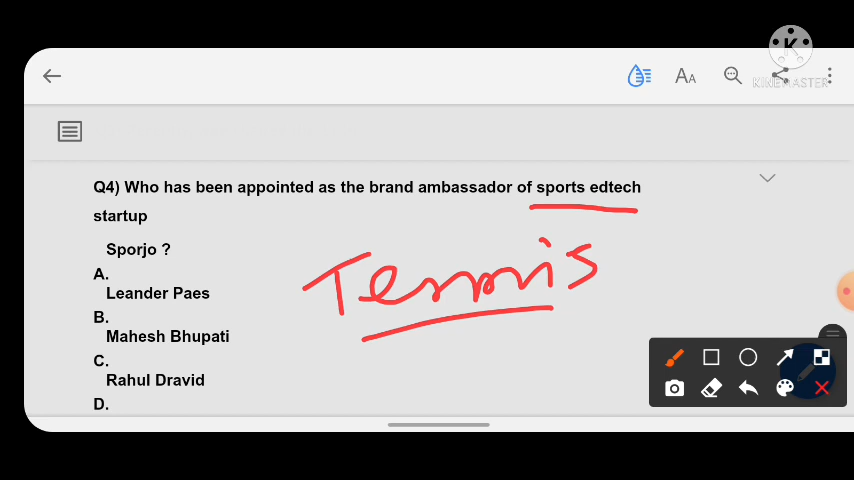 K
KINEMASTER
AA
Q4) Who has been appointed as the brand ambassador of sports edtech
startup
Sporjo ?
Tennis
A.
Leander Paes
B.
Mahesh Bhupati
C.
Rahul Dravid
D.